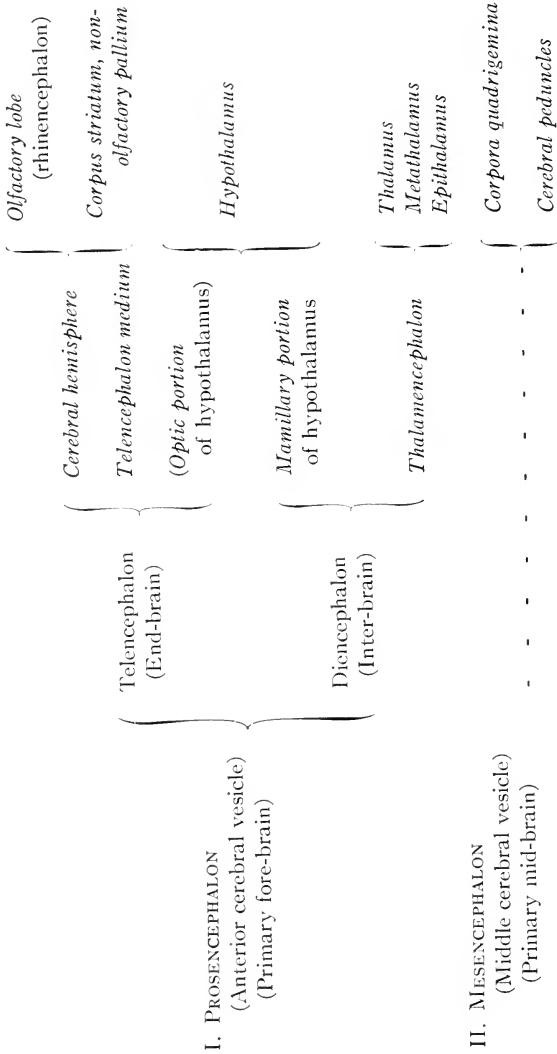 I. PROSENCEPHALON
(Anterior cerebral vesicle)
(Primary fore-brain)
Telencephalon
(End-brain)
Cerebral hemisphere
Olfactory lobe
(rhinencephalon)
Corpus striatum, non-
olfactory pallium
Telencephalon medium
(Optic portion
of hypothalamus)
Hypothalamus
Diencephalon
(Inter-brain)
Mamillary portion
of hypothalamus
Thalamencephalon
Thalamus
Metathalamus
Epithalamus
II. MESENCEPHALON
(Middle cerebral vesicle)
(Primary mid-brain)
- - - - - - - - -
Corpora quadrigemina
Cerebral peduncles